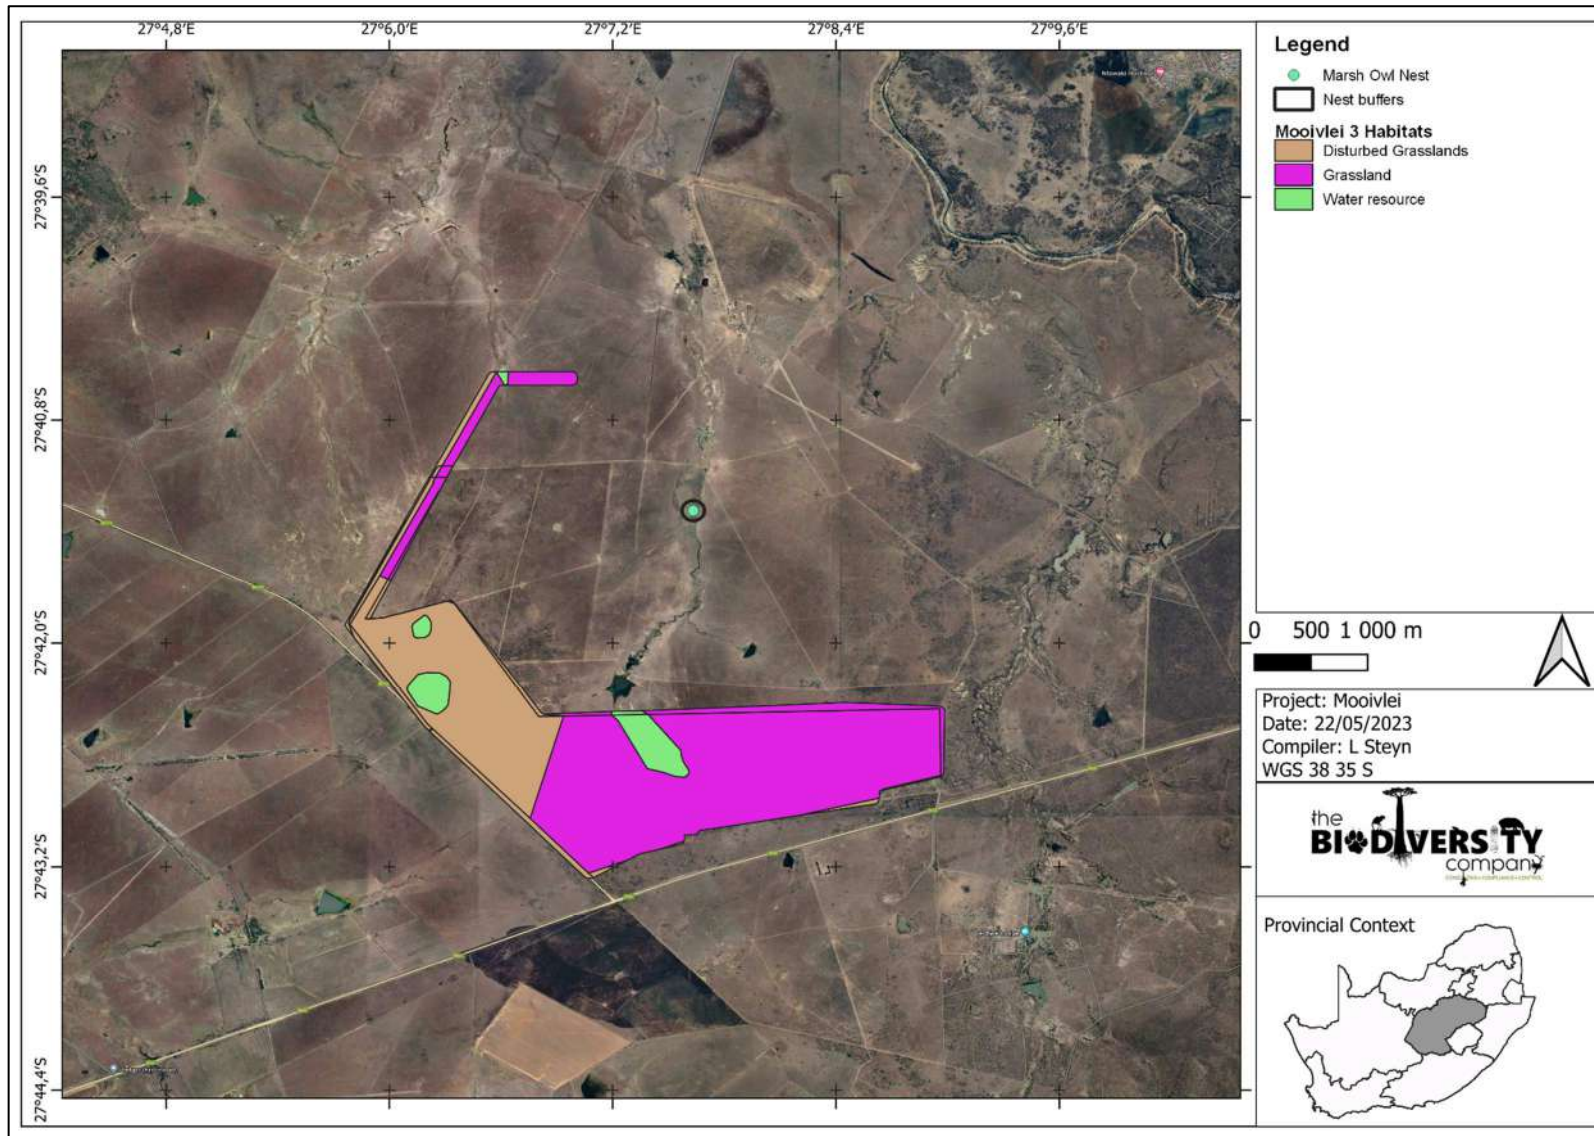 27°4,8'E
27°6,0'E
27°7,2'E
27°8,4'E
27°9,6'E
27°39,6'S
27°40,8'S
27°42,0'S
27°43,2'S
27°44,4'S
Legend
Marsh Owl Nest
Nest buffers
Mooivlei 3 Habitats
Disturbed Grasslands
Grassland
Water resource
0 500 1 000 m
Project: Mooivlei
Date: 22/05/2023
Compiler: L Steyn
WGS 38 35 S
the
BIODIVERSITY
company
Provincial Context